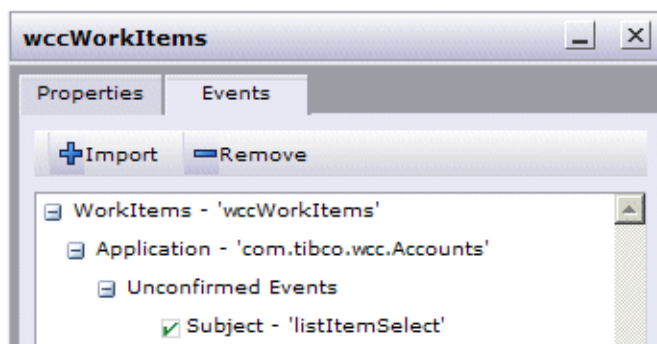 wccWorkItems
Properties Events
Import Remove
WorkItems - 'wccWorkItems'
Application - 'com.tibco.wcc.Accounts'
Unconfirmed Events
Subject - 'listItemSelect'